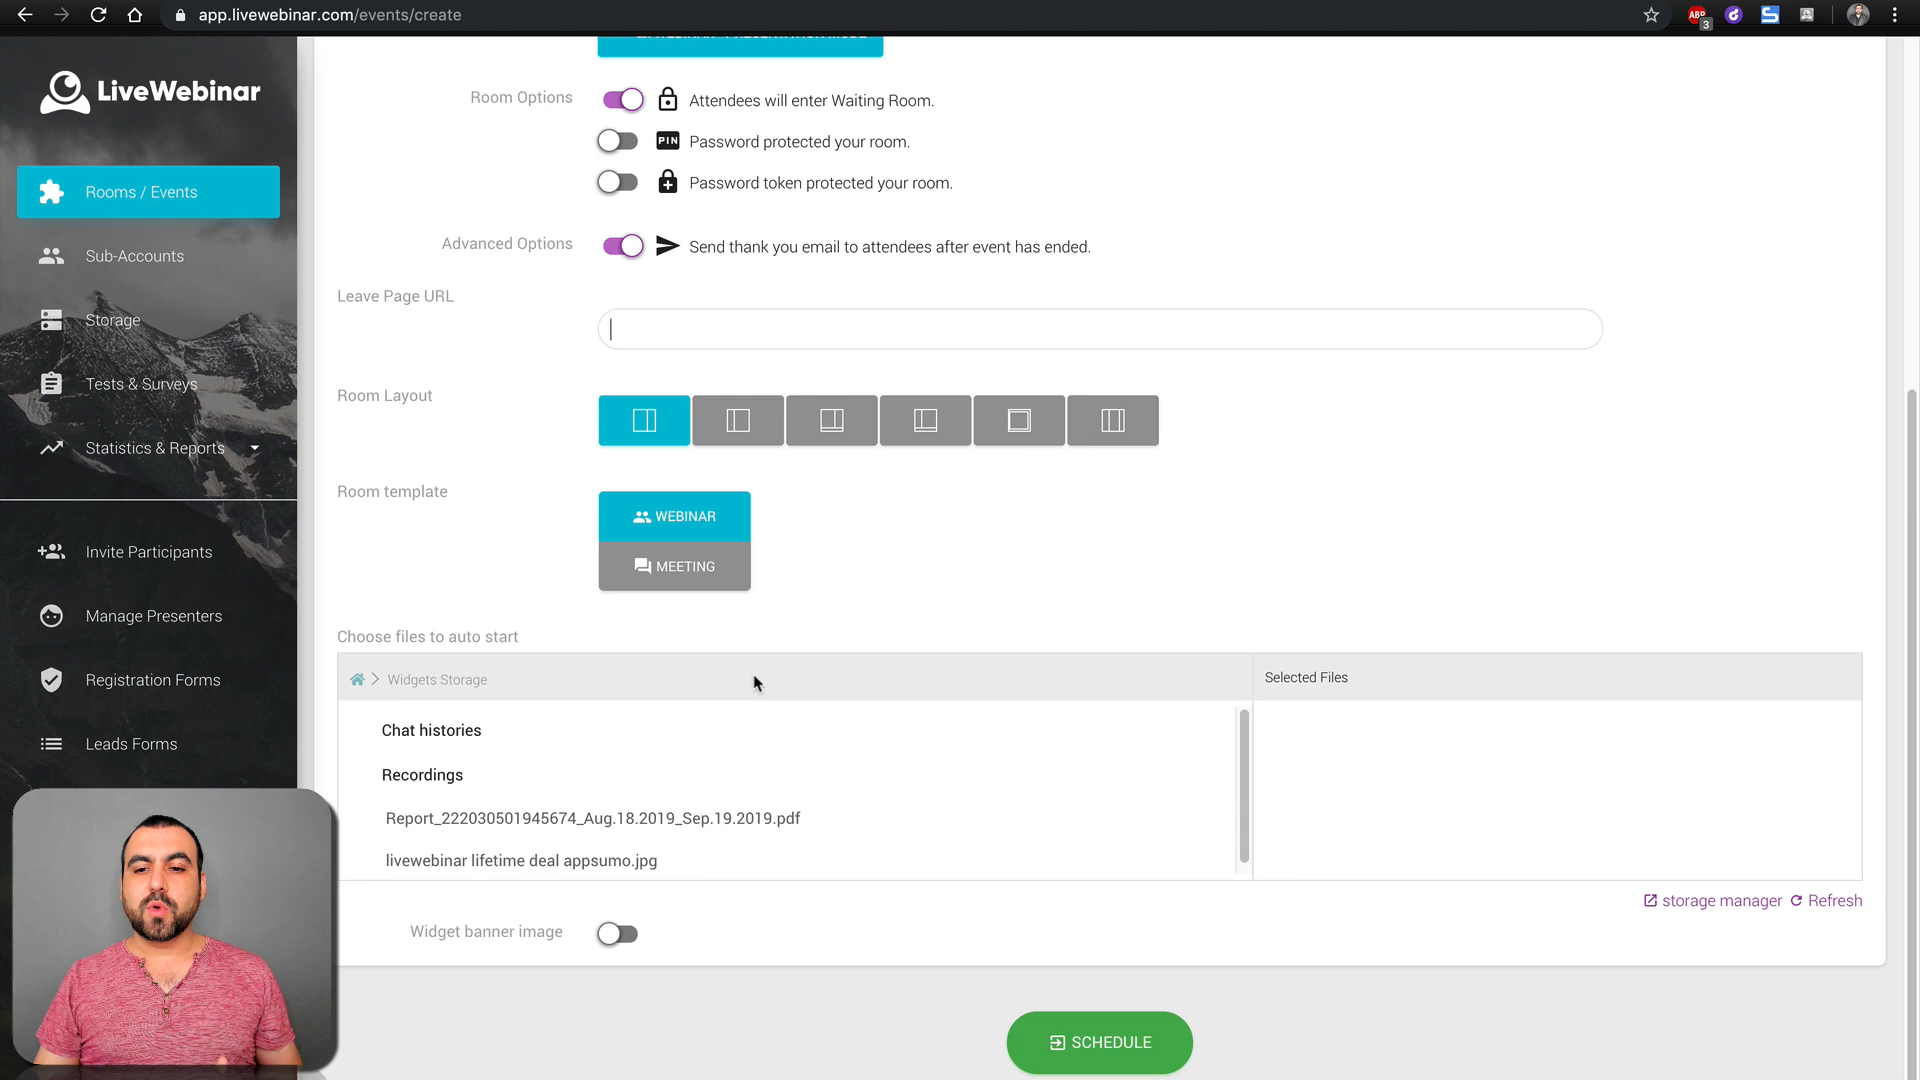 app.livewebinar.com/events/create
ABP
3
LiveWebinar
Rooms / Events
Sub-Accounts
Storage
Tests & Surveys
Statistics & Reports
Invite Participants
Manage Presenters
Registration Forms
Leads Forms
Room Options
Attendees will enter Waiting Room.
PIN Password protected your room.
Password token protected your room.
Advanced Options
Send thank you email to attendees after event has ended.
Leave Page URL
Room Layout
Room template
WEBINAR
MEETING
Choose files to auto start
Widgets Storage
Selected Files
Chat histories
Recordings
Report_222030501945674_Aug.18.2019_Sep.19.2019.pdf
livewebinar lifetime deal appsumo.jpg
storage manager Refresh
Widget banner image
SCHEDULE